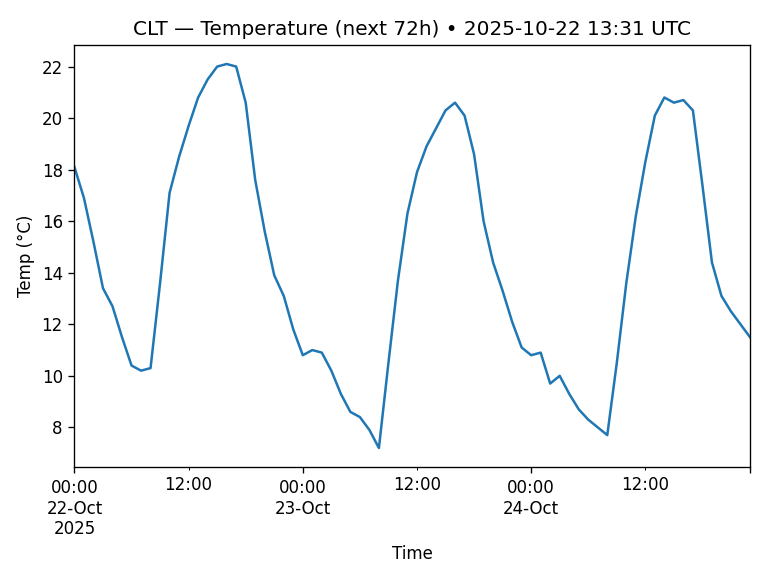 CLT — Temperature (next 72h) • 2025-10-22 13:31 UTC
22
20
18
16
14
12
10
8
Temp (°C)
00:00 12:00 00:00 12:00 00:00 12:00
22-Oct 23-Oct 24-Oct
2025
Time